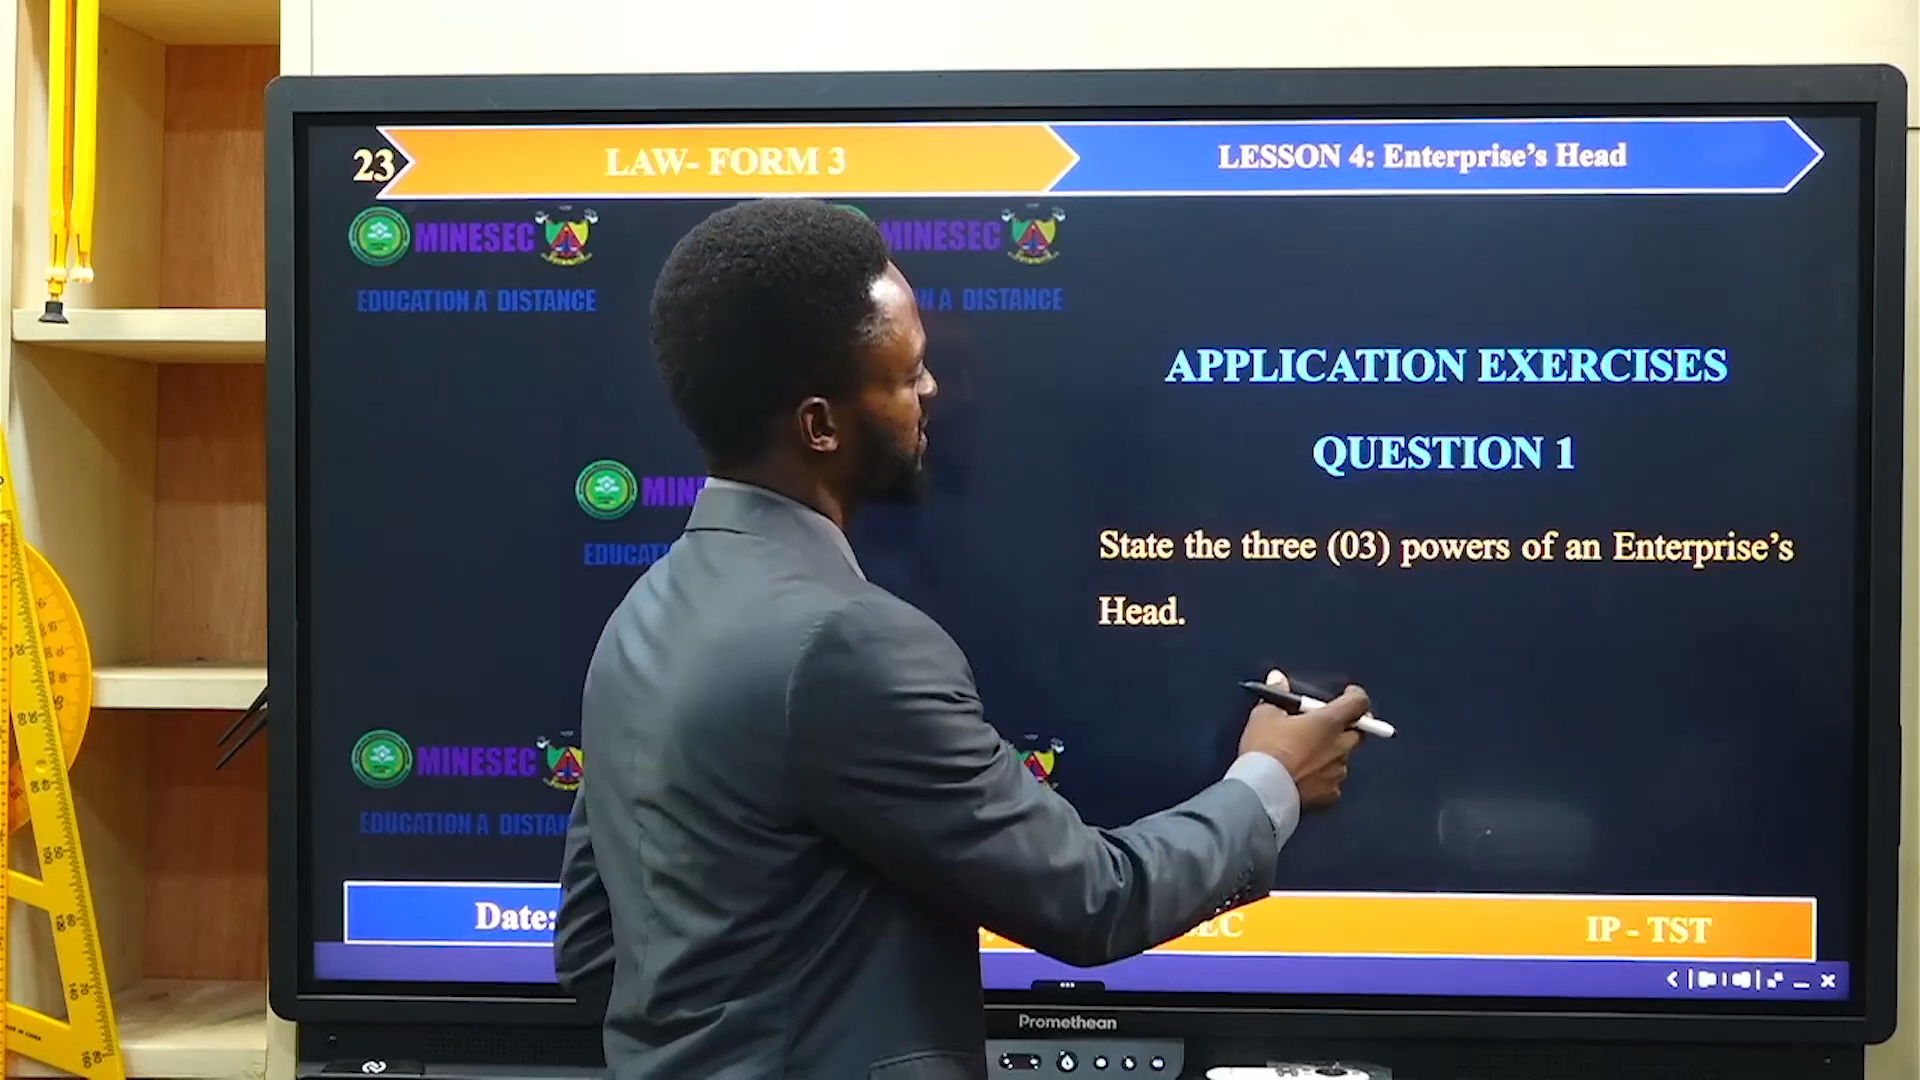 23
LAW- FORM 3
LESSON 4: Enterprise's Head
MINESEC
MINESEC
EDUCATION A DISTANCE
A DISTANCE
APPLICATION EXERCISES
QUESTION 1
State the three (03) powers of an Enterprise's
Head.
MINESEC
EDUCATION A
Date:
IP - TST
Promethean